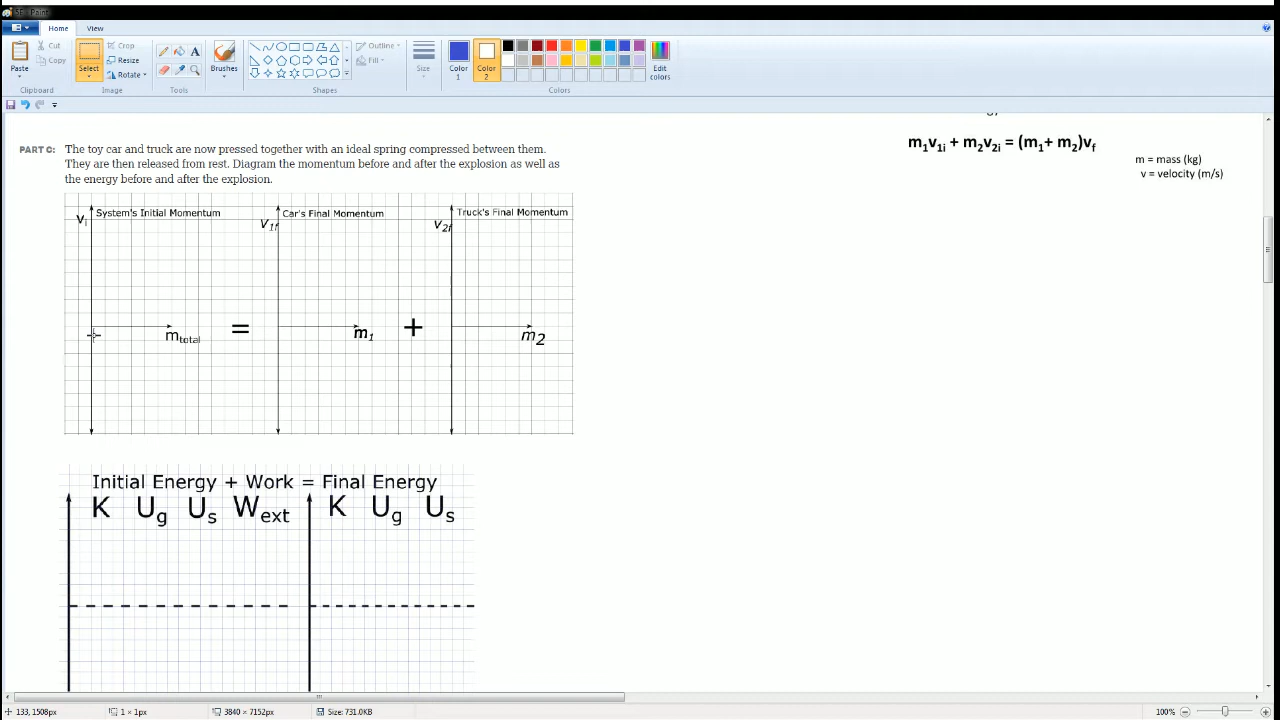 Home View
Cut
Copy
Paste
Clipboard
Crop
Resize
Rotate
Select
Image
A
Tools
Brushes
Shapes
Outline
Fill
Size
Color 1
Color 2
Edit colors
Colors
m₁v₁ᵢ + m₂v₂ᵢ = (m₁+ m₂)vf
m = mass (kg)
v = velocity (m/s)
PART C: The toy car and truck are now pressed together with an ideal spring compressed between them.
They are then released from rest. Diagram the momentum before and after the explosion as well as
the energy before and after the explosion.
vᵢ System's Initial Momentum v1f Car's Final Momentum v2f Truck's Final Momentum
mtotal = m₁ + m2
Initial Energy + Work = Final Energy
K Ug Us Wext K Ug Us
133, 1508px 1 × 1px 3840 × 7152px Size: 731.0KB 100%